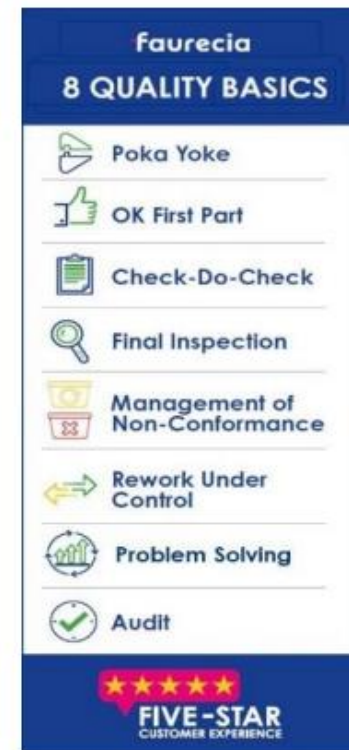 faurecia
8 QUALITY BASICS
Poka Yoke
OK First Part
Check-Do-Check
Final Inspection
Management of
Non-Conformance
Rework Under
Control
Problem Solving
Audit
FIVE-STAR
CUSTOMER EXPERIENCE